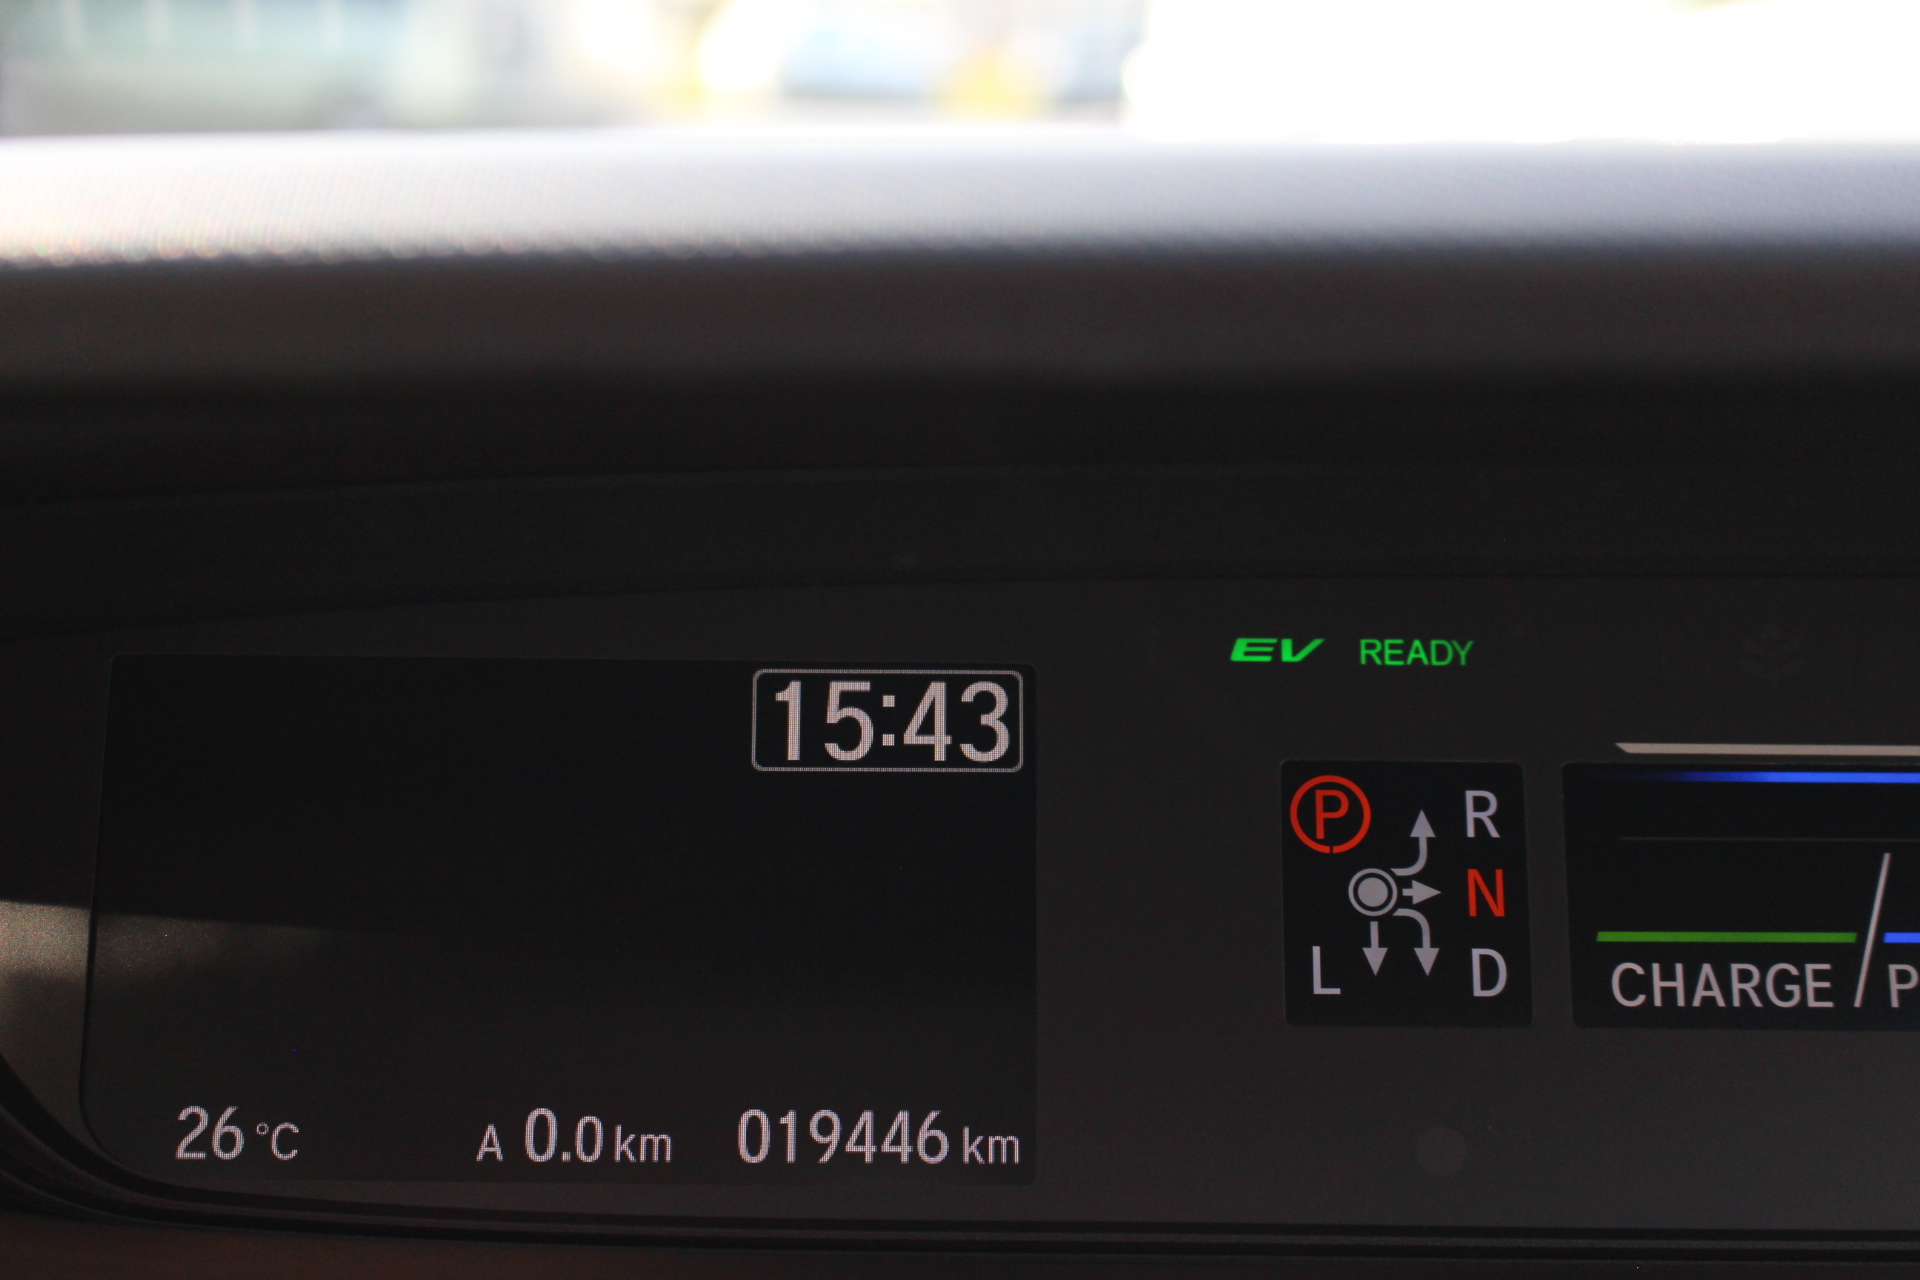 EV READY
15:43
P R
N
L D
CHARGE / P
26 °C A 0.0 km 019446 km